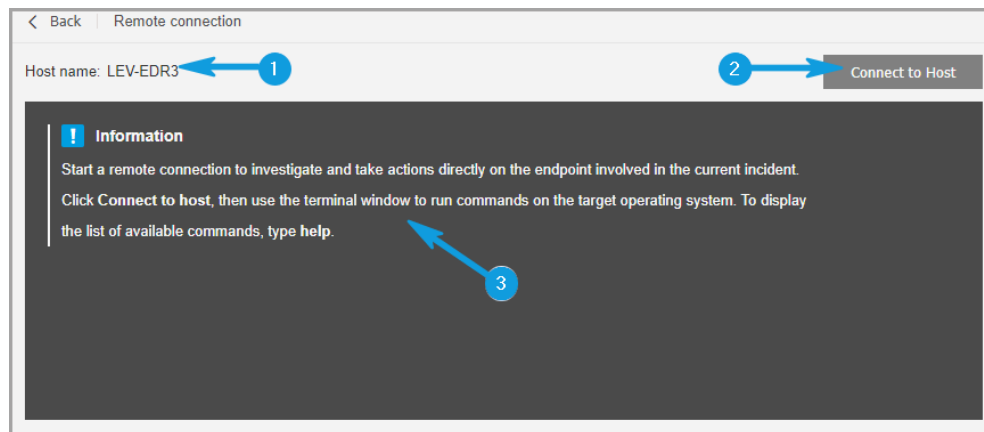 Back | Remote connection
Host name: LEV-EDR3 1 2 Connect to Host
! Information
Start a remote connection to investigate and take actions directly on the endpoint involved in the current incident.
Click Connect to host, then use the terminal window to run commands on the target operating system. To display
the list of available commands, type help.
3